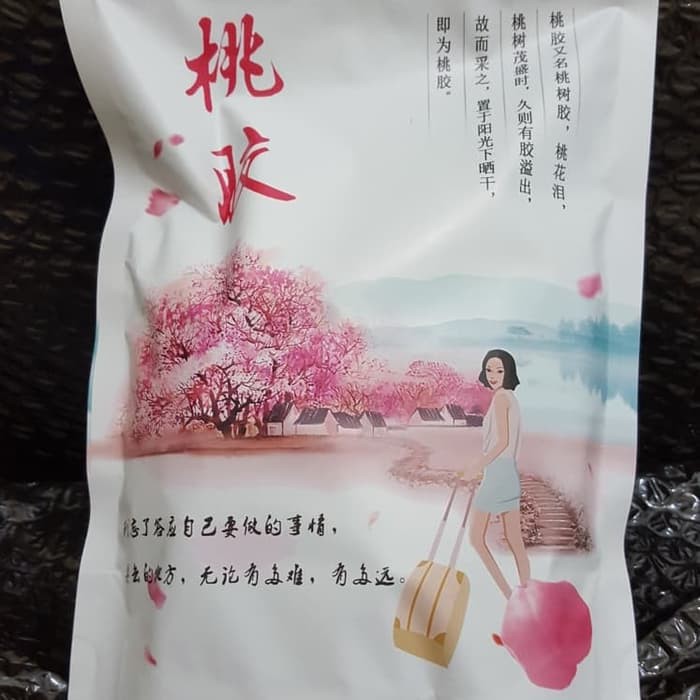 桃胶
桃胶又名桃树胶，桃花泪，
桃树茂盛时，久则有胶溢出，
故而采之，置于阳光下晒干，
即为桃胶。
忘了答应自己要做的事情，
去的地方，无论有多难，有多远。